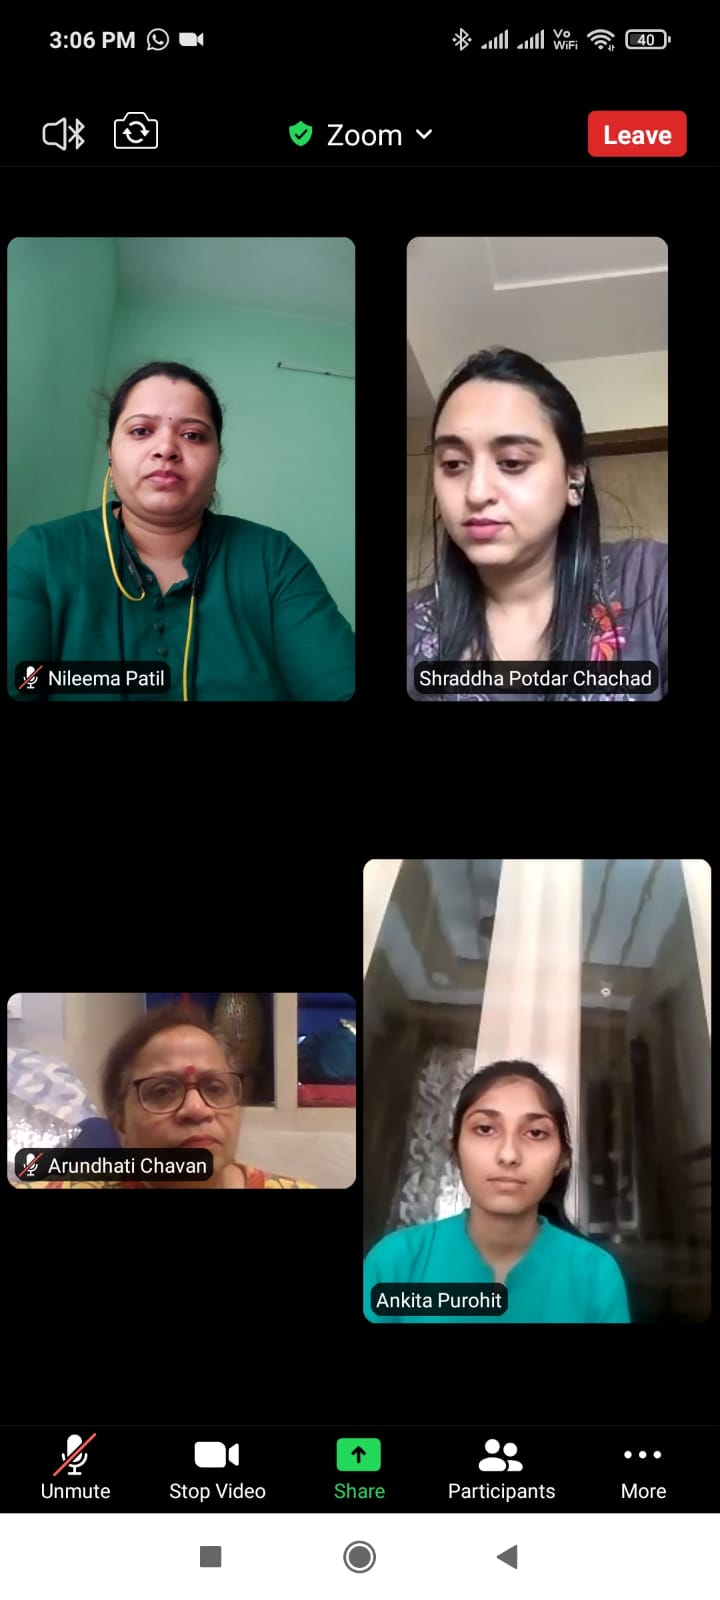 3:06 PM
Vo
WiFi
40
Zoom
Leave
Nileema Patil
Shraddha Potdar Chachad
Arundhati Chavan
Ankita Purohit
Unmute
Stop Video
Share
Participants
More